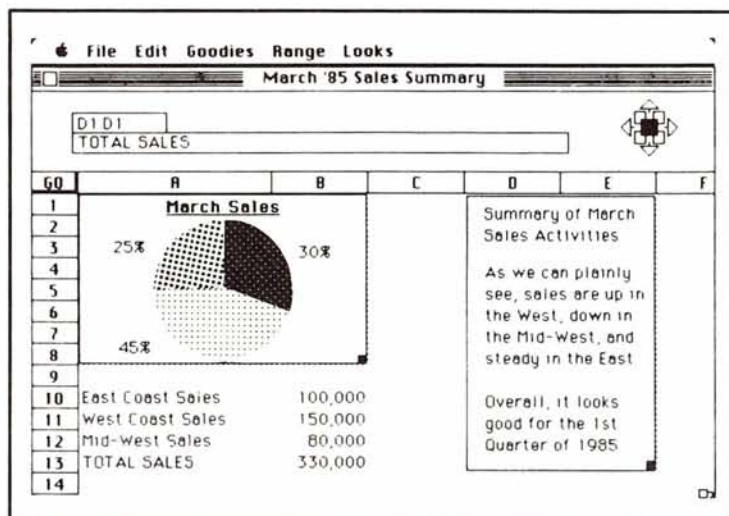 File Edit Goodies Range Looks
March '85 Sales Summary
D1 D1
TOTAL SALES
GO A B C D E F
1
2
3
4
5
6
7
8
9
10
11
12
13
14
March Sales
25%
30%
45%
East Coast Sales 100,000
West Coast Sales 150,000
Mid-West Sales 80,000
TOTAL SALES 330,000
Summary of March
Sales Activities
As we can plainly
see, sales are up in
the West, down in
the Mid-West, and
steady in the East
Overall, it looks
good for the 1st
Quarter of 1985